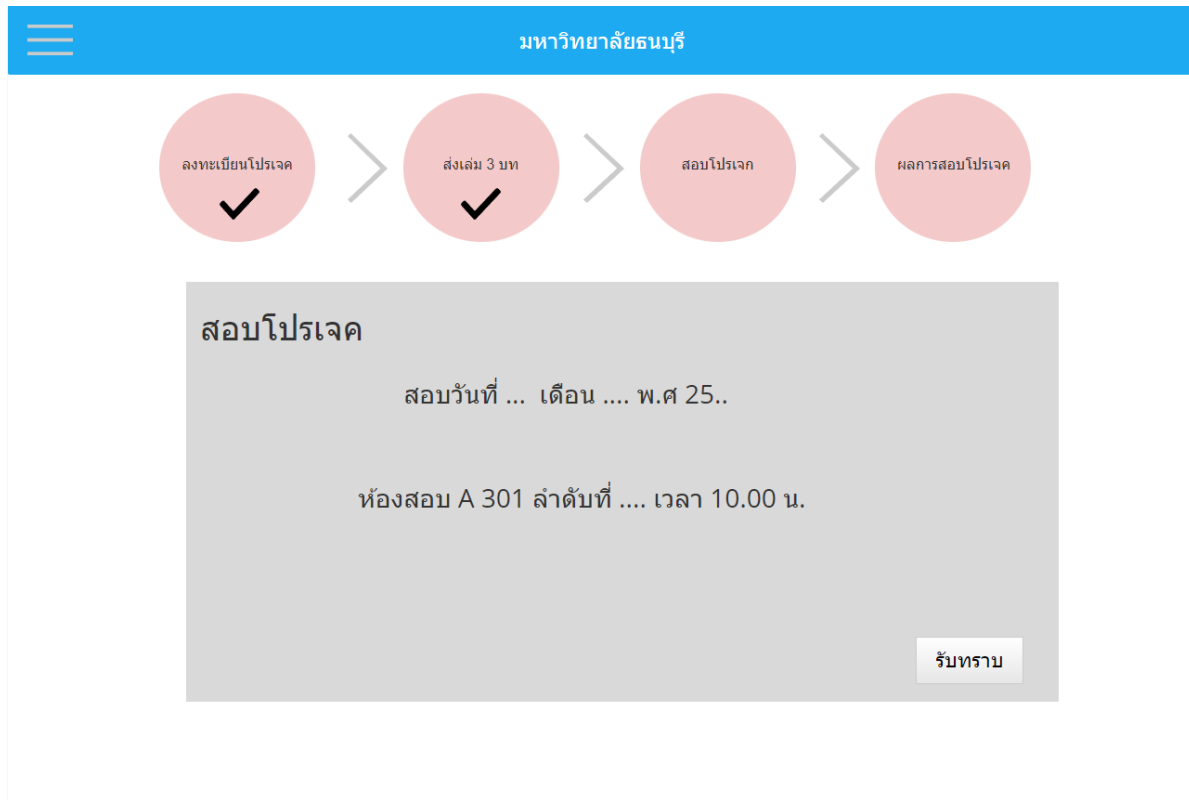 มหาวิทยาลัยธนบุรี
ลงทะเบียนโปรเจค
ส่งเล่ม 3 บท
สอบโปรเจก
ผลการสอบโปรเจค
สอบโปรเจค
สอบวันที่ ... เดือน .... พ.ศ 25..
ห้องสอบ A 301 ลำดับที่ .... เวลา 10.00 น.
รับทราบ